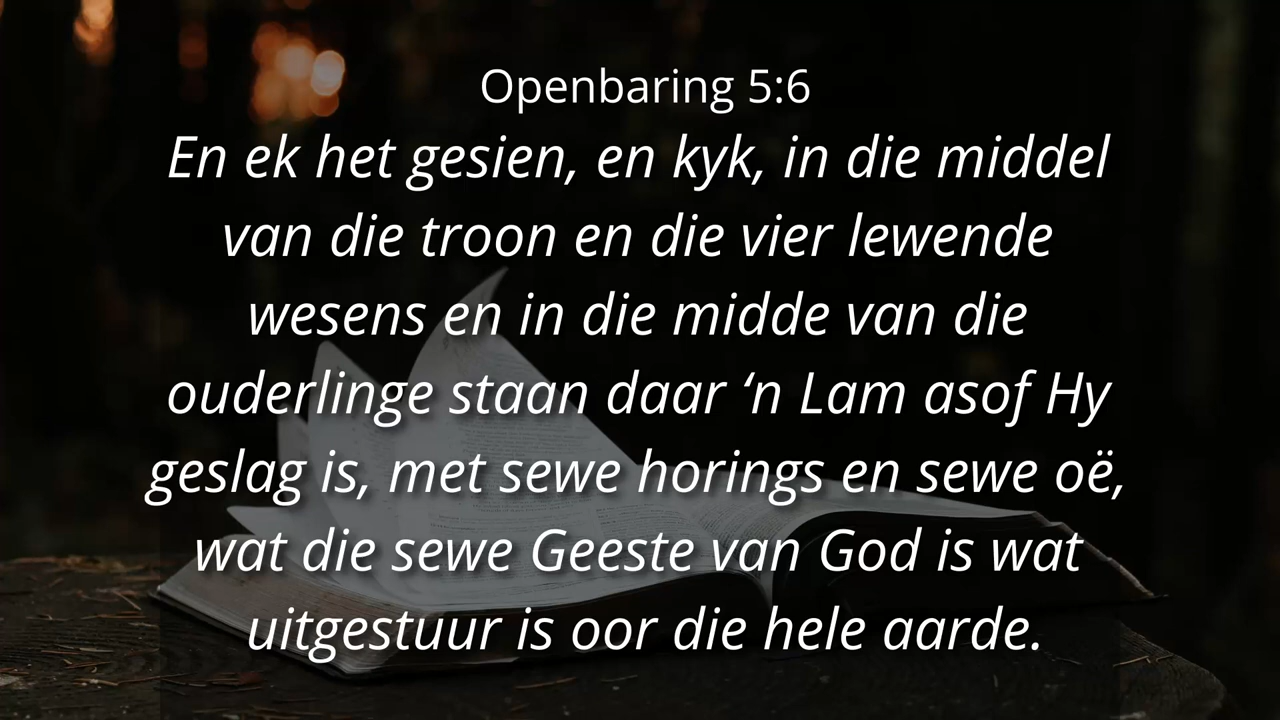 Openbaring 5:6
En ek het gesien, en kyk, in die middel
van die troon en die vier lewende
wesens en in die midde van die
ouderlinge staan daar ‘n Lam asof Hy
geslag is, met sewe horings en sewe oë,
wat die sewe Geeste van God is wat
uitgestuur is oor die hele aarde.